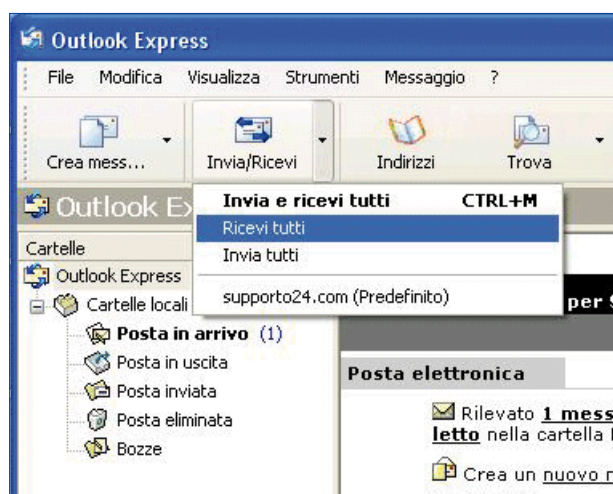 Outlook Express
File Modifica Visualizza Strumenti Messaggio ?
Crea mess... Invia/Ricevi Indirizzi Trova
Outlook
Invia e ricevi tutti CTRL+M
Ricevi tutti
Invia tutti
supporto24.com (Predefinito)
Cartelle
Outlook Express
Cartelle locali
Posta in arrivo (1)
Posta in uscita
Posta inviata
Posta eliminata
Bozze
per
Posta elettronica
Rilevato 1 mess
letto nella cartella
Crea un nuovo